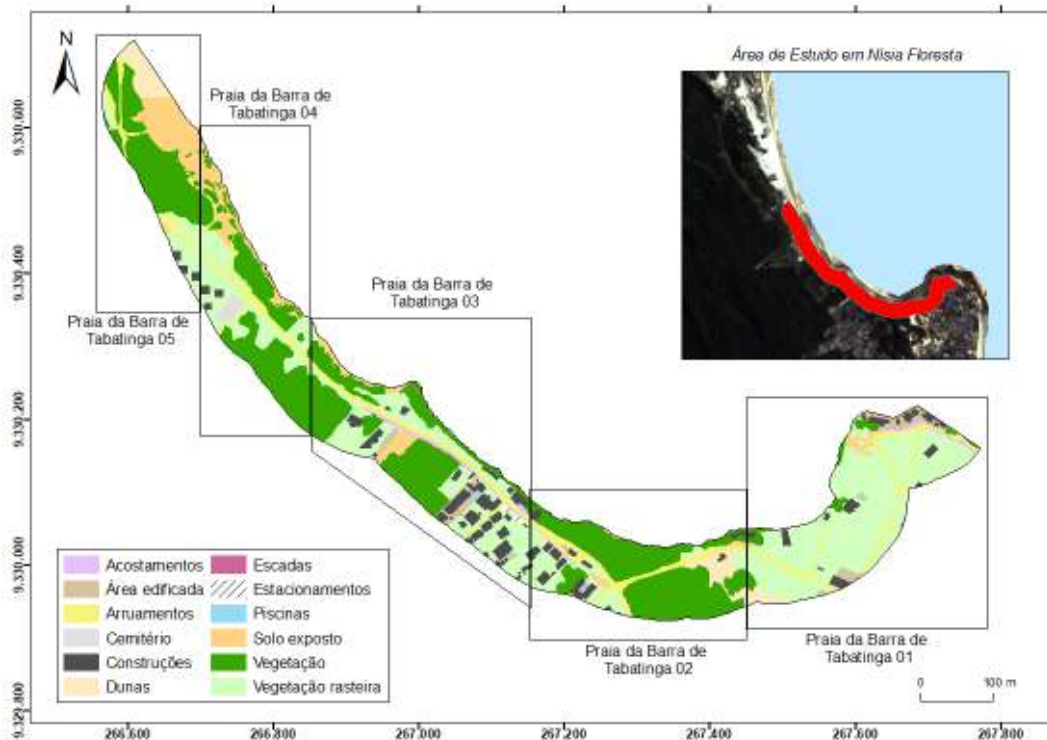 N
Área de Estudo em Nísia Floresta
Praia da Barra de
Tabatinga 04
Praia da Barra de
Tabatinga 03
Praia da Barra de
Tabatinga 05
Praia da Barra de
Tabatinga 02
Praia da Barra de
Tabatinga 01
Acostamentos
Área edificada
Arruamentos
Cemitério
Construções
Dunas
Escadas
Estacionamentos
Piscinas
Solo exposto
Vegetação
Vegetação rasteira
0 100 m
9.330.600
9.330.400
9.330.200
9.330.000
9.329.800
266.600 266.800 267.000 267.200 267.400 267.600 267.800